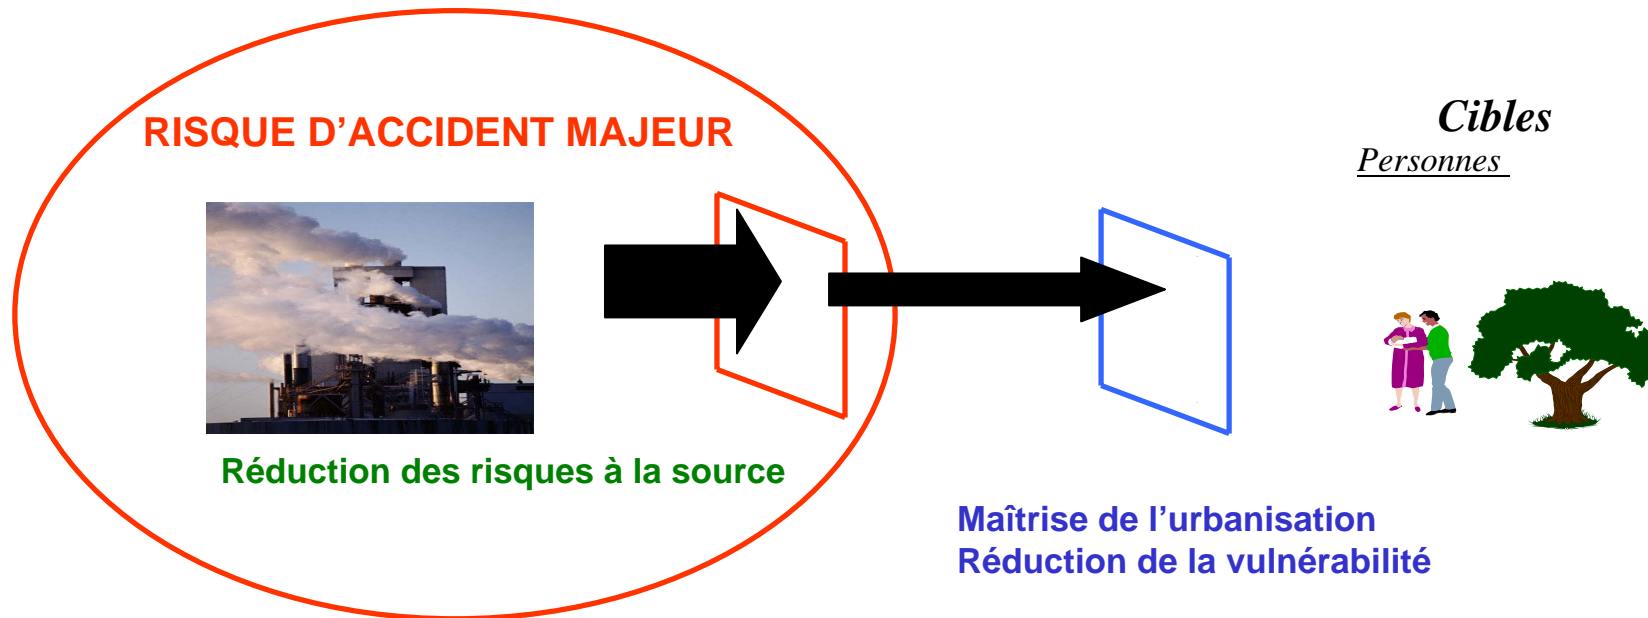 RISQUE D’ACCIDENT MAJEUR
Cibles
Personnes
Réduction des risques à la source
Maîtrise de l’urbanisation
Réduction de la vulnérabilité